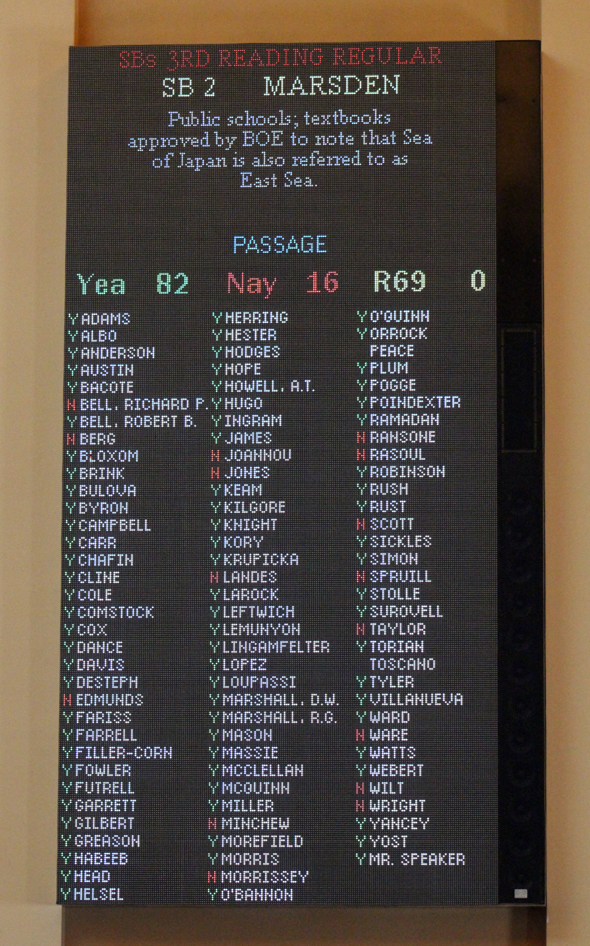 SBs 3RD READING REGULAR
SB 2 MARSDEN
Public schools; textbooks
approved by BOE to note that Sea
of Japan is also referred to as
East Sea.
PASSAGE
Yea 82 Nay 16 R69 0
Y ADAMS
Y ALBO
Y ANDERSON
Y AUSTIN
Y BACOTE
N BELL, RICHARD P.
Y BELL, ROBERT B.
N BERG
Y BLOXOM
Y BRINK
Y BULOVA
Y BYRON
Y CAMPBELL
Y CARR
Y CHAFIN
Y CLINE
Y COLE
Y COMSTOCK
Y COX
Y DANCE
Y DAVIS
Y DESTEPH
N EDMUNDS
Y FARISS
Y FARRELL
Y FILLER-CORN
Y FOWLER
Y FUTRELL
Y GARRETT
Y GILBERT
Y GREASON
Y HABEEB
Y HEAD
Y HELSEL
Y HERRING
Y HESTER
Y HODGES
Y HOPE
Y HOWELL, A.T.
Y HUGO
Y INGRAM
Y JAMES
N JOANNOU
N JONES
Y KEAM
Y KILGORE
Y KNIGHT
Y KORY
Y KRUPICKA
N LANDES
Y LAROCK
Y LEFTWICH
Y LEMUNYON
Y LINGAMFELTER
Y LOPEZ
Y LOUPASSI
Y MARSHALL, D.W.
Y MARSHALL, R.G.
Y MASON
Y MASSIE
Y MCCLELLAN
Y MCQUINN
Y MILLER
N MINCHEW
Y MOREFIELD
Y MORRIS
N MORRISSEY
Y O'BANNON
Y O'QUINN
Y ORROCK
PEACE
Y PLUM
Y POGGE
Y POINDEXTER
Y RAMADAN
N RANSONE
N RASOUL
Y ROBINSON
Y RUSH
Y RUST
N SCOTT
Y SICKLES
Y SIMON
N SPRUILL
Y STOLLE
Y SUROVELL
N TAYLOR
Y TORIAN
TOSCANO
Y TYLER
Y VILLANUEVA
Y WARD
N WARE
Y WATTS
Y WEBERT
N WILT
N WRIGHT
Y YANCEY
Y YOST
Y MR. SPEAKER